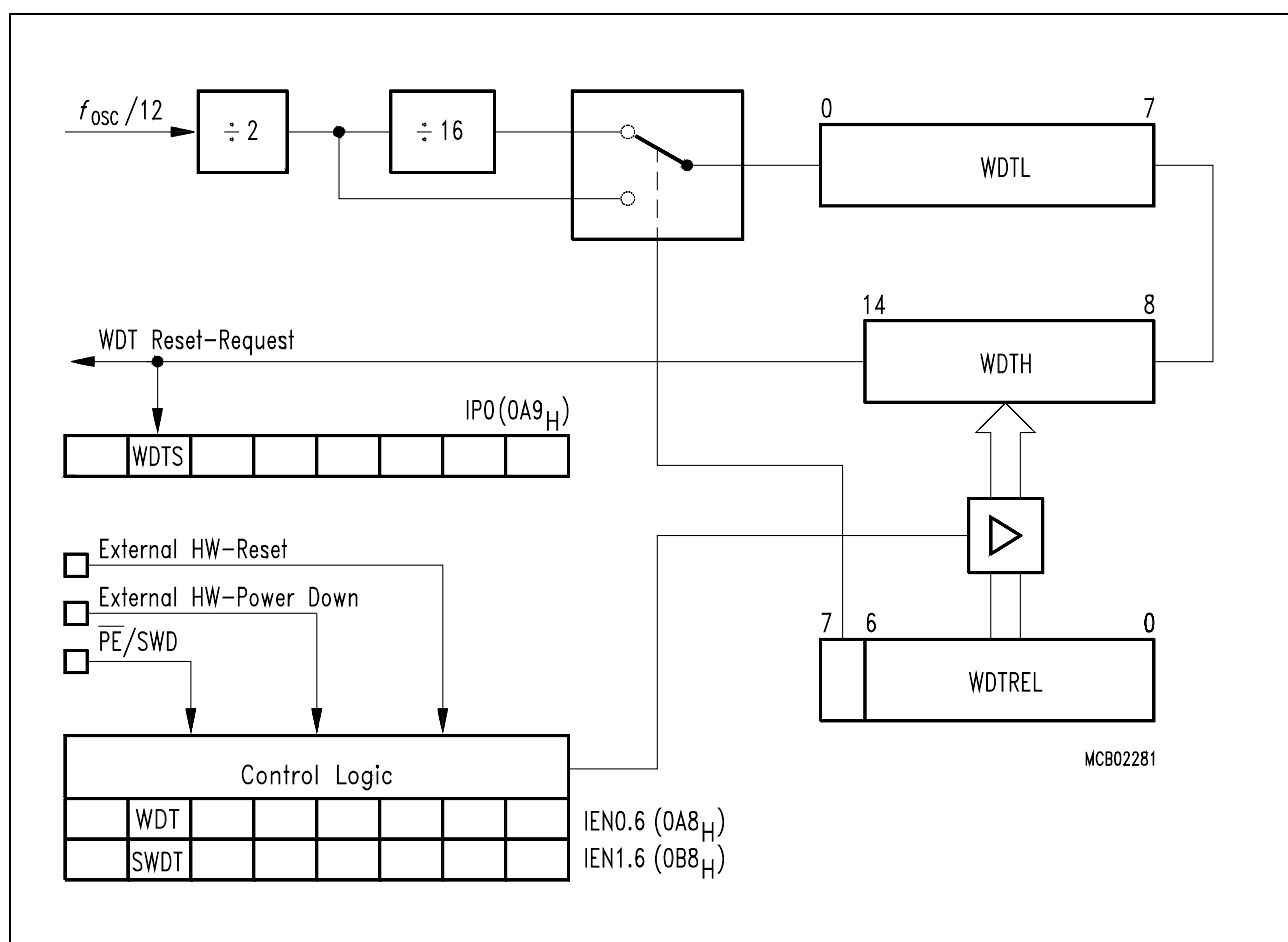 fOSC/12
÷ 2
÷ 16
0 7
WDTL
14 8
WDT Reset-Request
WDTH
IP0(0A9H)
WDTS
External HW-Reset
External HW-Power Down
PE/SWD
7 6 0
WDTREL
MCB02281
Control Logic
WDT
IEN0.6 (0A8H)
SWDT
IEN1.6 (0B8H)